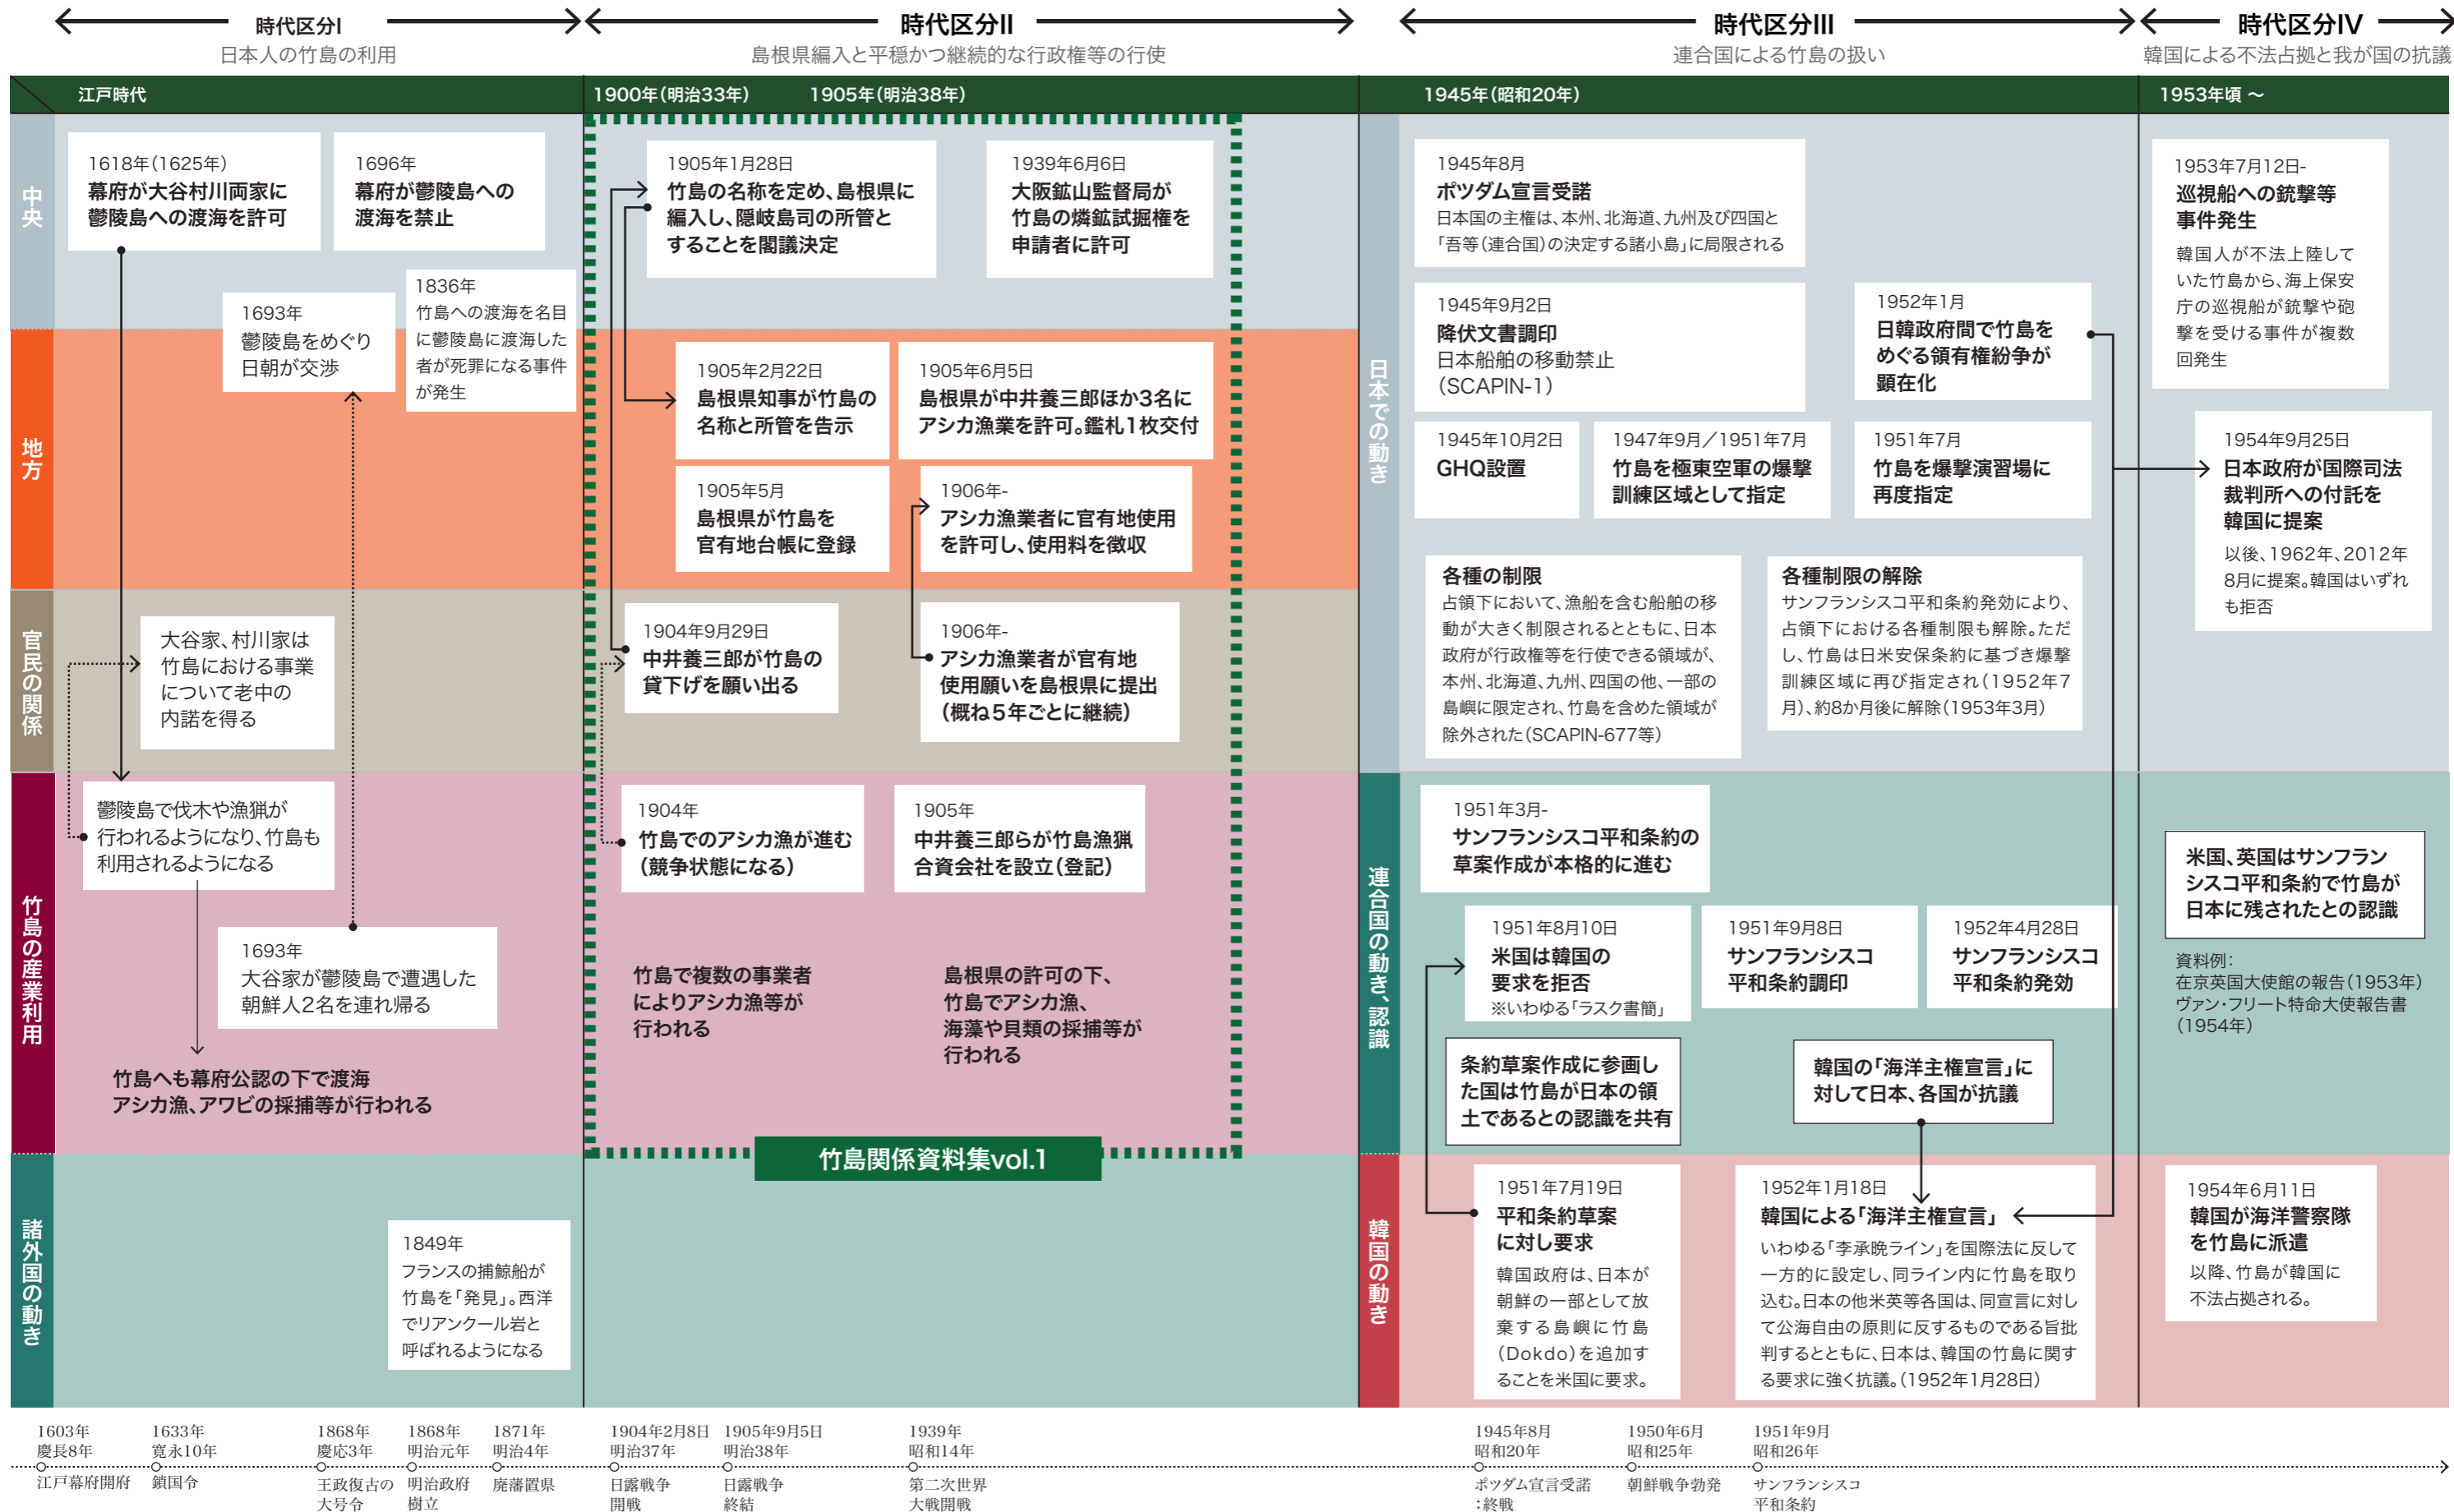 時代区分I
日本人の竹島の利用
時代区分II
島根県編入と平穏かつ継続的な行政権等の行使
時代区分III
連合国による竹島の扱い
時代区分IV
韓国による不法占拠と我が国の抗議
江戸時代
1900年(明治33年)
1905年(明治38年)
1945年(昭和20年)
1953年頃 〜
中央
1618年(1625年)
幕府が大谷村川両家に
鬱陵島への渡海を許可
1696年
幕府が鬱陵島への
渡海を禁止
1693年
鬱陵島をめぐり
日朝が交渉
1836年
竹島への渡海を名目
に鬱陵島に渡海した
者が死罪になる事件
が発生
1905年1月28日
竹島の名称を定め、島根県に
編入し、隠岐島司の所管と
することを閣議決定
1939年6月6日
大阪鉱山監督局が
竹島の燐鉱試掘権を
申請者に許可
地方
1905年2月22日
島根県知事が竹島の
名称と所管を告示
1905年6月5日
島根県が中井養三郎ほか3名に
アシカ漁業を許可。鑑札1枚交付
1905年5月
島根県が竹島を
官有地台帳に登録
1906年-
アシカ漁業者に官有地使用
を許可し、使用料を徴収
官民の関係
大谷家、村川家は
竹島における事業
について老中の
内諾を得る
1904年9月29日
中井養三郎が竹島の
貸下げを願い出る
1906年-
アシカ漁業者が官有地
使用願いを島根県に提出
(概ね5年ごとに継続)
竹島の産業利用
鬱陵島で伐木や漁猟が
行われるようになり、竹島も
利用されるようになる
1693年
大谷家が鬱陵島で遭遇した
朝鮮人2名を連れ帰る
竹島へも幕府公認の下で渡海
アシカ漁、アワビの採捕等が行われる
1904年
竹島でのアシカ漁が進む
(競争状態になる)
1905年
中井養三郎らが竹島漁猟
合資会社を設立(登記)
竹島で複数の事業者
によりアシカ漁等が
行われる
島根県の許可の下、
竹島でアシカ漁、
海藻や貝類の採捕等が
行われる
竹島関係資料集vol.1
諸外国の動き
1849年
フランスの捕鯨船が
竹島を「発見」。西洋
でリアンクール岩と
呼ばれるようになる
日本での動き
1945年8月
ポツダム宣言受諾
日本国の主権は、本州、北海道、九州及び四国と
「吾等(連合国)の決定する諸小島」に局限される
1945年9月2日
降伏文書調印
日本船舶の移動禁止
(SCAPIN-1)
1952年1月
日韓政府間で竹島を
めぐる領有権紛争が
顕在化
1945年10月2日
GHQ設置
1947年9月/1951年7月
竹島を極東空軍の爆撃
訓練区域として指定
1951年7月
竹島を爆撃演習場に
再度指定
各種の制限
占領下において、漁船を含む船舶の移
動が大きく制限されるとともに、日本
政府が行政権等を行使できる領域が、
本州、北海道、九州、四国の他、一部の
島嶼に限定され、竹島を含めた領域が
除外された(SCAPIN-677等)
各種制限の解除
サンフランシスコ平和条約発効により、
占領下における各種制限も解除。ただ
し、竹島は日米安保条約に基づき爆撃
訓練区域に再び指定され(1952年7
月)、約8か月後に解除(1953年3月)
1953年7月12日-
巡視船への銃撃等
事件発生
韓国人が不法上陸して
いた竹島から、海上保安
庁の巡視船が銃撃や砲
撃を受ける事件が複数
回発生
1954年9月25日
日本政府が国際司法
裁判所への付託を
韓国に提案
以後、1962年、2012年
8月に提案。韓国はいずれ
も拒否
連合国の動き、認識
1951年3月-
サンフランシスコ平和条約の
草案作成が本格的に進む
1951年8月10日
米国は韓国の
要求を拒否
※いわゆる「ラスク書簡」
1951年9月8日
サンフランシスコ
平和条約調印
1952年4月28日
サンフランシスコ
平和条約発効
条約草案作成に参画し
た国は竹島が日本の領
土であるとの認識を共有
韓国の「海洋主権宣言」に
対して日本、各国が抗議
米国、英国はサンフラン
シスコ平和条約で竹島が
日本に残されたとの認識
資料例:
在京英国大使館の報告(1953年)
ヴァン・フリート特命大使報告書
(1954年)
韓国の動き
1951年7月19日
平和条約草案
に対し要求
韓国政府は、日本が
朝鮮の一部として放
棄する島嶼に竹島
(Dokdo)を追加す
ることを米国に要求。
1952年1月18日
韓国による「海洋主権宣言」
いわゆる「李承晩ライン」を国際法に反して
一方的に設定し、同ライン内に竹島を取り
込む。日本の他米英等各国は、同宣言に対し
て公海自由の原則に反するものである旨批
判するとともに、日本は、韓国の竹島に関す
る要求に強く抗議。(1952年1月28日)
1954年6月11日
韓国が海洋警察隊
を竹島に派遣
以降、竹島が韓国に
不法占拠される。
1603年
慶長8年
江戸幕府開府
1633年
寛永10年
鎖国令
1868年
慶応3年
王政復古の
大号令
1868年
明治元年
明治政府
樹立
1871年
明治4年
廃藩置県
1904年2月8日
明治37年
日露戦争
開戦
1905年9月5日
明治38年
日露戦争
終結
1939年
昭和14年
第二次世界
大戦開戦
1945年8月
昭和20年
ポツダム宣言受諾
:終戦
1950年6月
昭和25年
朝鮮戦争勃発
1951年9月
昭和26年
サンフランシスコ
平和条約